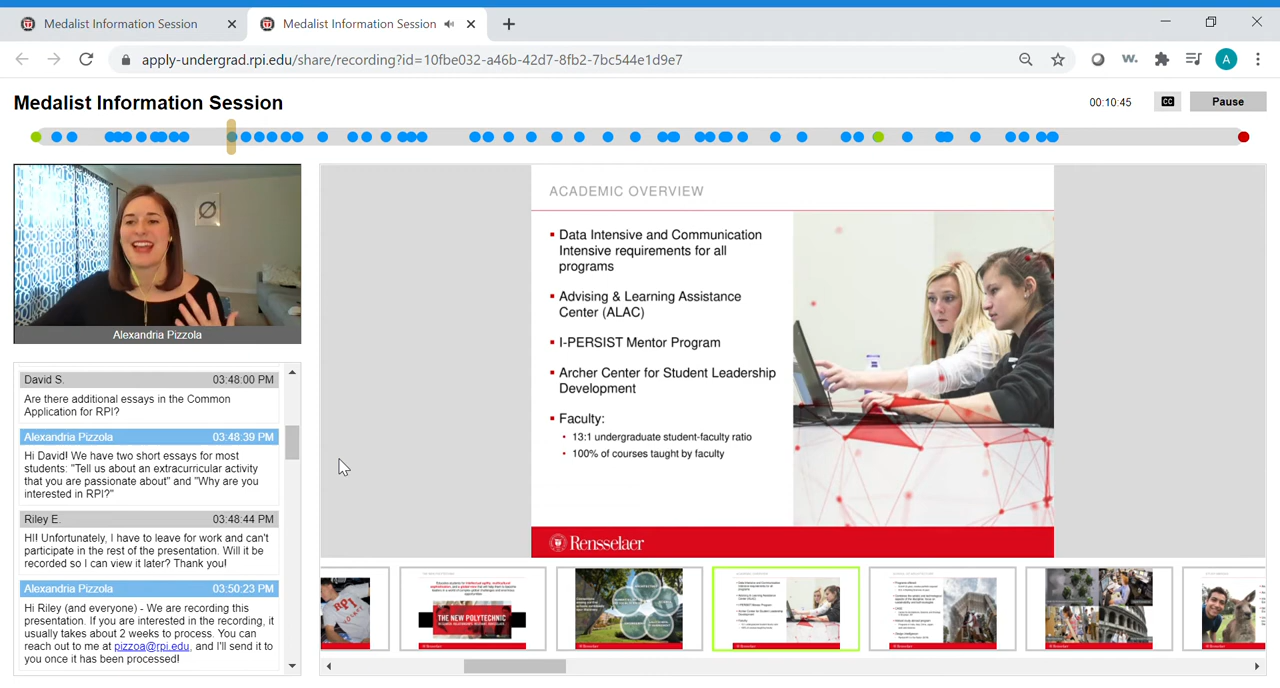 Medalist Information Session
Medalist Information Session
A
apply-undergrad.rpi.edu/share/recording?id=10fbe032-a46b-42d7-8fb2-7bc544e1d9e7
w.
Medalist Information Session
00:10:45
CC
Pause
Alexandria Pizzola
David S. 03:48:00 PM
Are there additional essays in the Common
Application for RPI?
Alexandria Pizzola 03:48:39 PM
Hi David! We have two short essays for most
students: "Tell us about an extracurricular activity
that you are passionate about" and "Why are you
interested in RPI?"
Riley E. 03:48:44 PM
HI! Unfortunately, I have to leave for work and can't
participate in the rest of the presentation. Will it be
recorded so I can view it later? Thank you!
Alexandria Pizzola 03:50:23 PM
Hi Riley (and everyone) - We are recording this
presentation. If you are interested in the recording, it
usually takes about 2 weeks to process. You can
reach out to me at pizzoa@rpi.edu, and I'll send it to
you once it has been processed!
ACADEMIC OVERVIEW
Data Intensive and Communication
Intensive requirements for all
programs
Advising & Learning Assistance
Center (ALAC)
I-PERSIST Mentor Program
Archer Center for Student Leadership
Development
Faculty:
13:1 undergraduate student-faculty ratio
100% of courses taught by faculty
Rensselaer
THE NEW POLYTECHNIC